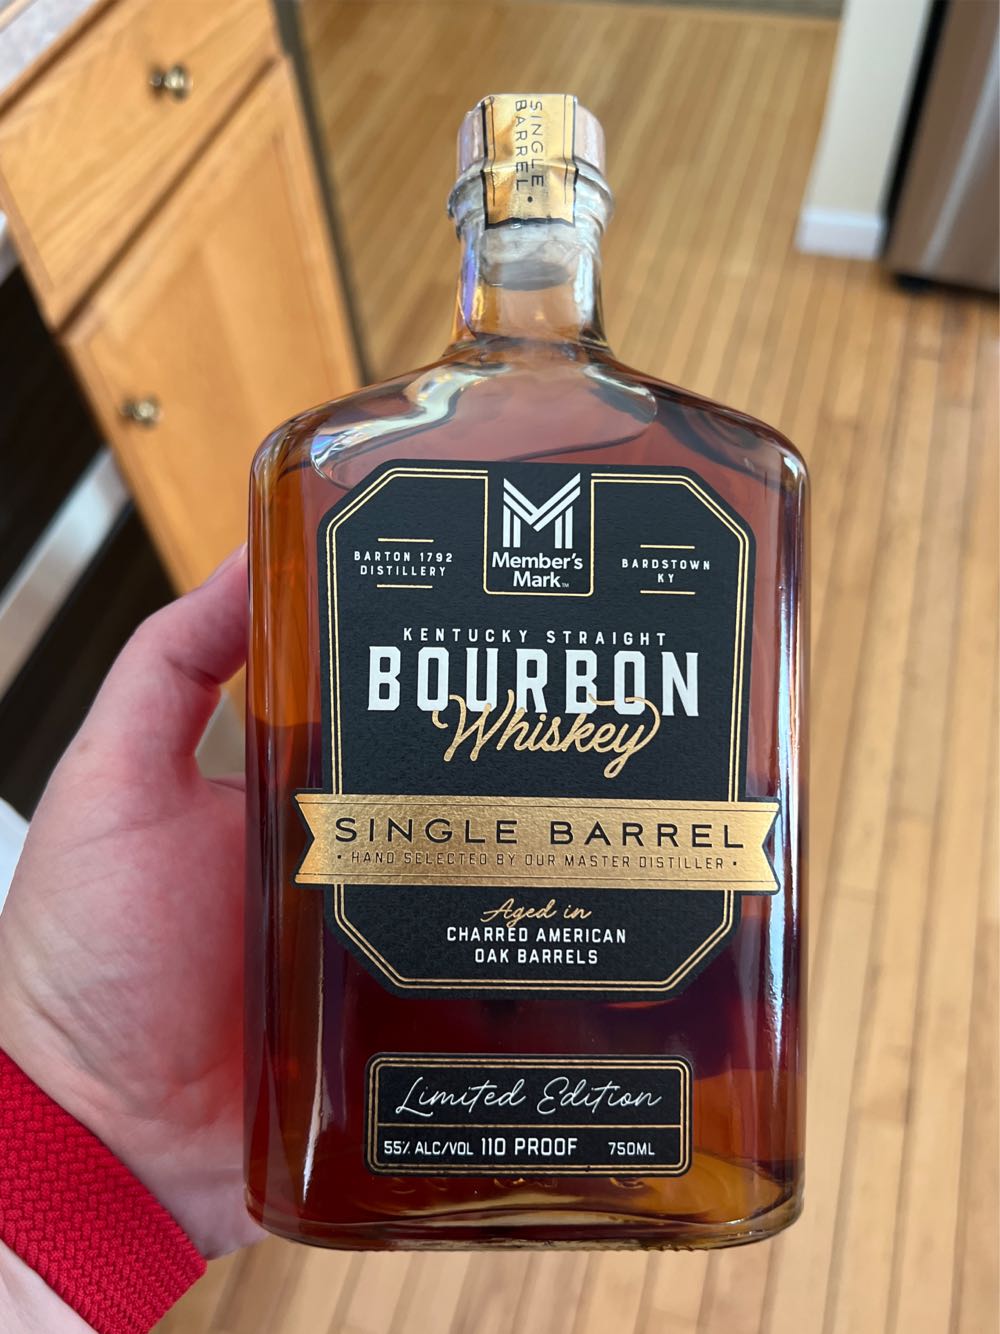 SINGLE
BARREL •
Member's
Mark™
BARTON 1792
DISTILLERY
BARDSTOWN
KY
KENTUCKY STRAIGHT
BOURBON
Whiskey
SINGLE BARREL
• HAND SELECTED BY OUR MASTER DISTILLER •
Aged in
CHARRED AMERICAN
OAK BARRELS
Limited Edition
55% ALC/VOL 110 PROOF 750ML